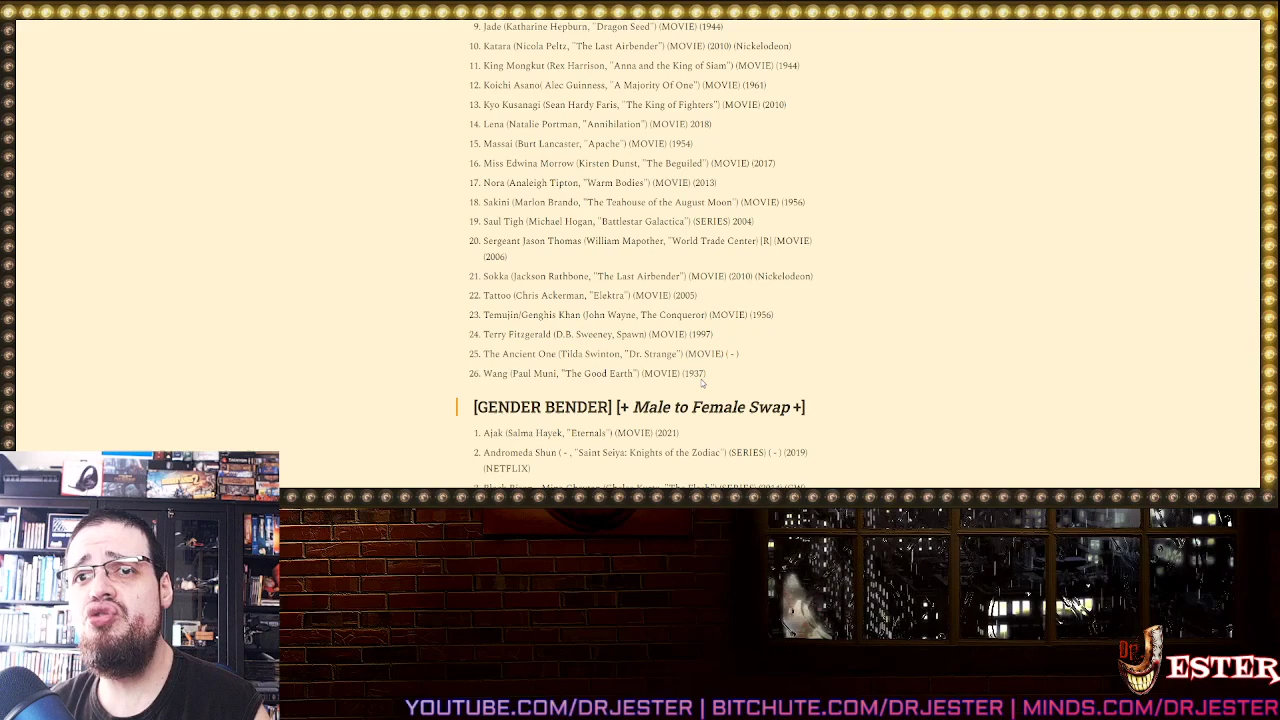 9. Jade (Katharine Hepburn, "Dragon Seed") (MOVIE) (1944)
10. Katara (Nicola Peltz, "The Last Airbender") (MOVIE) (2010) (Nickelodeon)
11. King Mongkut (Rex Harrison, "Anna and the King of Siam") (MOVIE) (1944)
12. Koichi Asano( Alec Guinness, "A Majority Of One") (MOVIE) (1961)
13. Kyo Kusanagi (Sean Hardy Faris, "The King of Fighters") (MOVIE) (2010)
14. Lena (Natalie Portman, "Annihilation") (MOVIE) 2018)
15. Massai (Burt Lancaster, "Apache") (MOVIE) (1954)
16. Miss Edwina Morrow (Kirsten Dunst, "The Beguiled") (MOVIE) (2017)
17. Nora (Analeigh Tipton, "Warm Bodies") (MOVIE) (2013)
18. Sakini (Marlon Brando, "The Teahouse of the August Moon") (MOVIE) (1956)
19. Saul Tigh (Michael Hogan, "Battlestar Galactica") (SERIES) 2004)
20. Sergeant Jason Thomas (William Mapother, "World Trade Center) [R] (MOVIE)
(2006)
21. Sokka (Jackson Rathbone, "The Last Airbender") (MOVIE) (2010) (Nickelodeon)
22. Tattoo (Chris Ackerman, "Elektra") (MOVIE) (2005)
23. Temujin/Genghis Khan (John Wayne, The Conqueror) (MOVIE) (1956)
24. Terry Fitzgerald (D.B. Sweeney, Spawn) (MOVIE) (1997)
25. The Ancient One (Tilda Swinton, "Dr. Strange") (MOVIE) ( - )
26. Wang (Paul Muni, "The Good Earth") (MOVIE) (1937)
[GENDER BENDER] [+ Male to Female Swap +]
1. Ajak (Salma Hayek, "Eternals") (MOVIE) (2021)
2. Andromeda Shun ( - , "Saint Seiya: Knights of the Zodiac") (SERIES) ( - ) (2019)
(NETFLIX)
Dr JESTER
YOUTUBE.COM/DRJESTER | BITCHUTE.COM/DRJESTER | MINDS.COM/DRJESTER